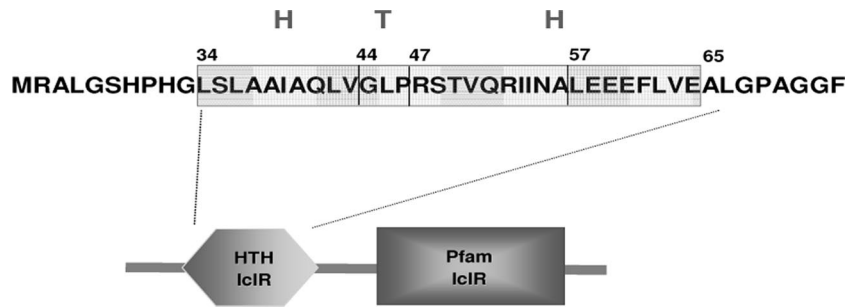 H T H
34 44 47 57 65
MRALGSHPHGLSLAAIAQLVGLPRSTVQRIINALEEEFLVEALGPAGGF
HTH
IclR
Pfam
IclR